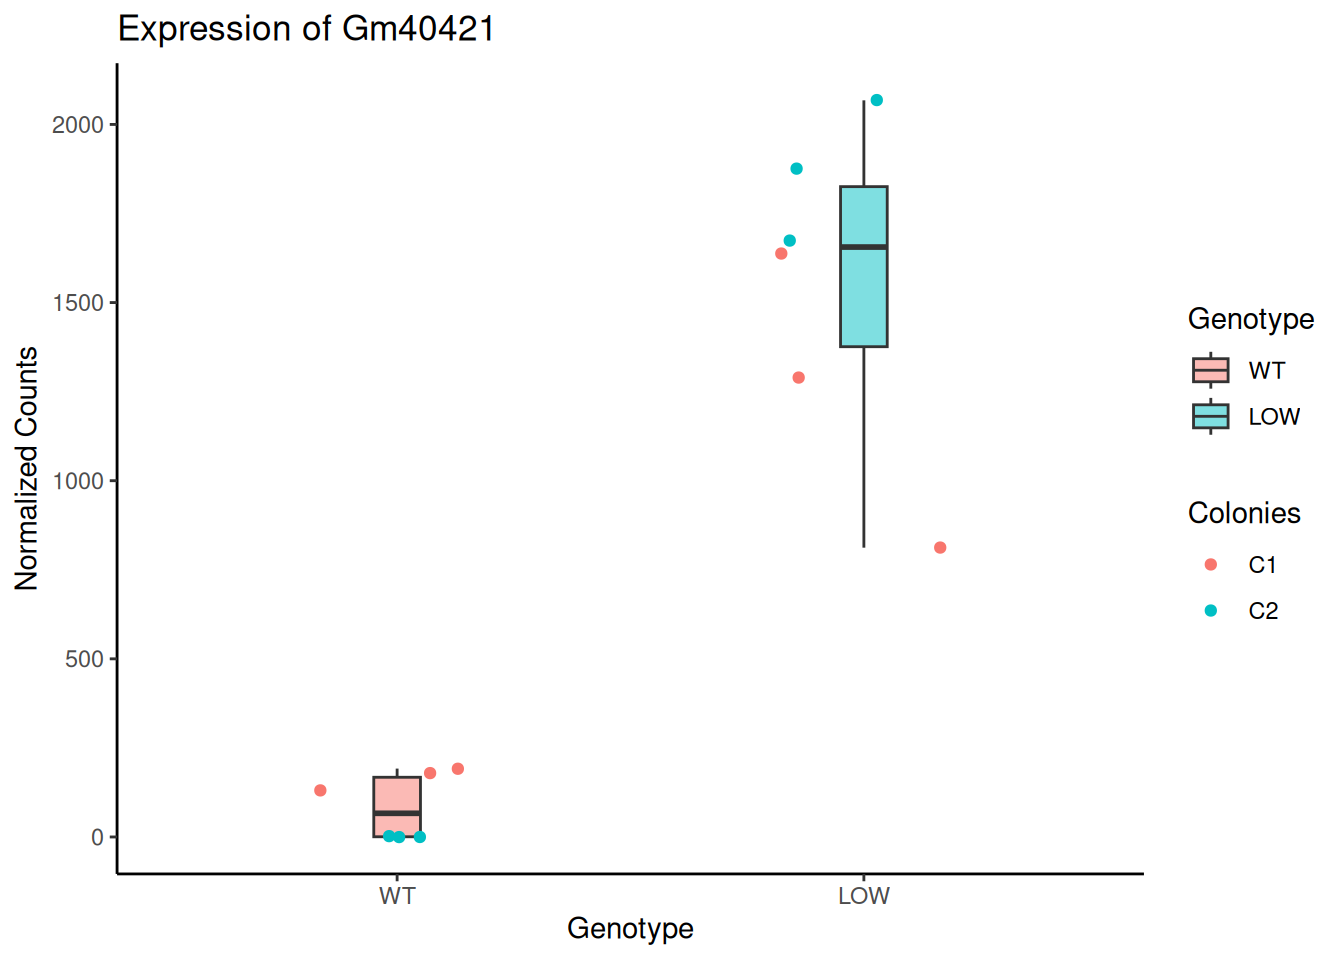 Expression of Gm40421
Normalized Counts
2000
1500
1000
500
0
WT
LOW
Genotype
Genotype
WT
LOW
Colonies
C1
C2